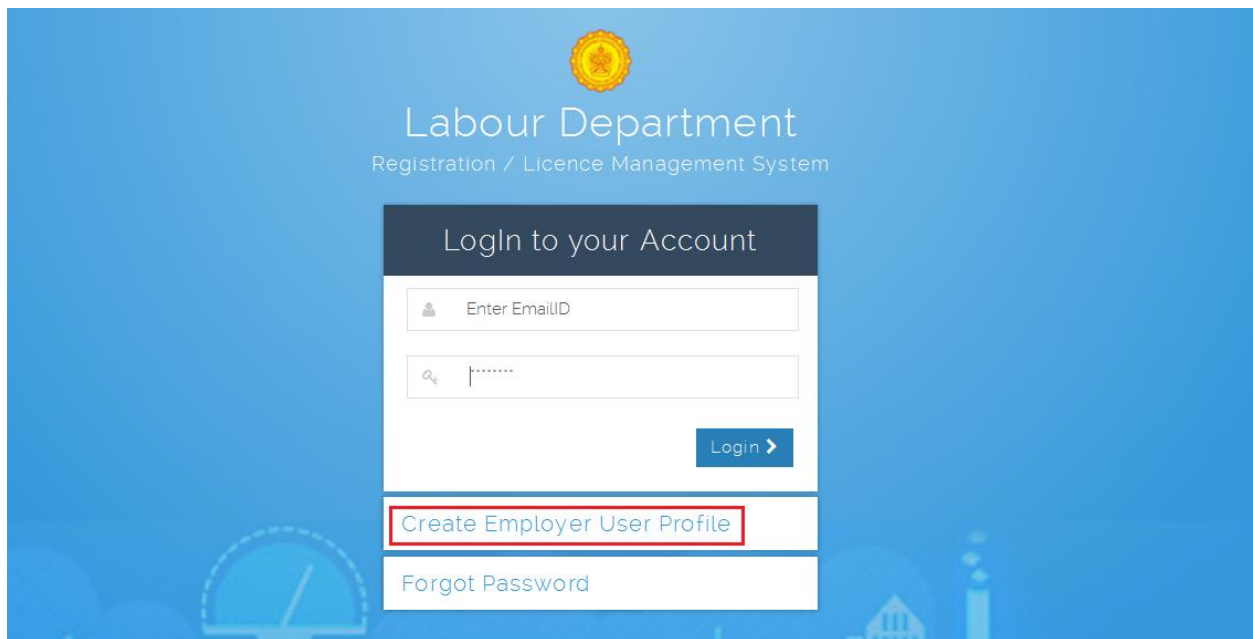 Labour Department
Registration / Licence Management System
LogIn to your Account
Enter EmailID
Login
Create Employer User Profile
Forgot Password